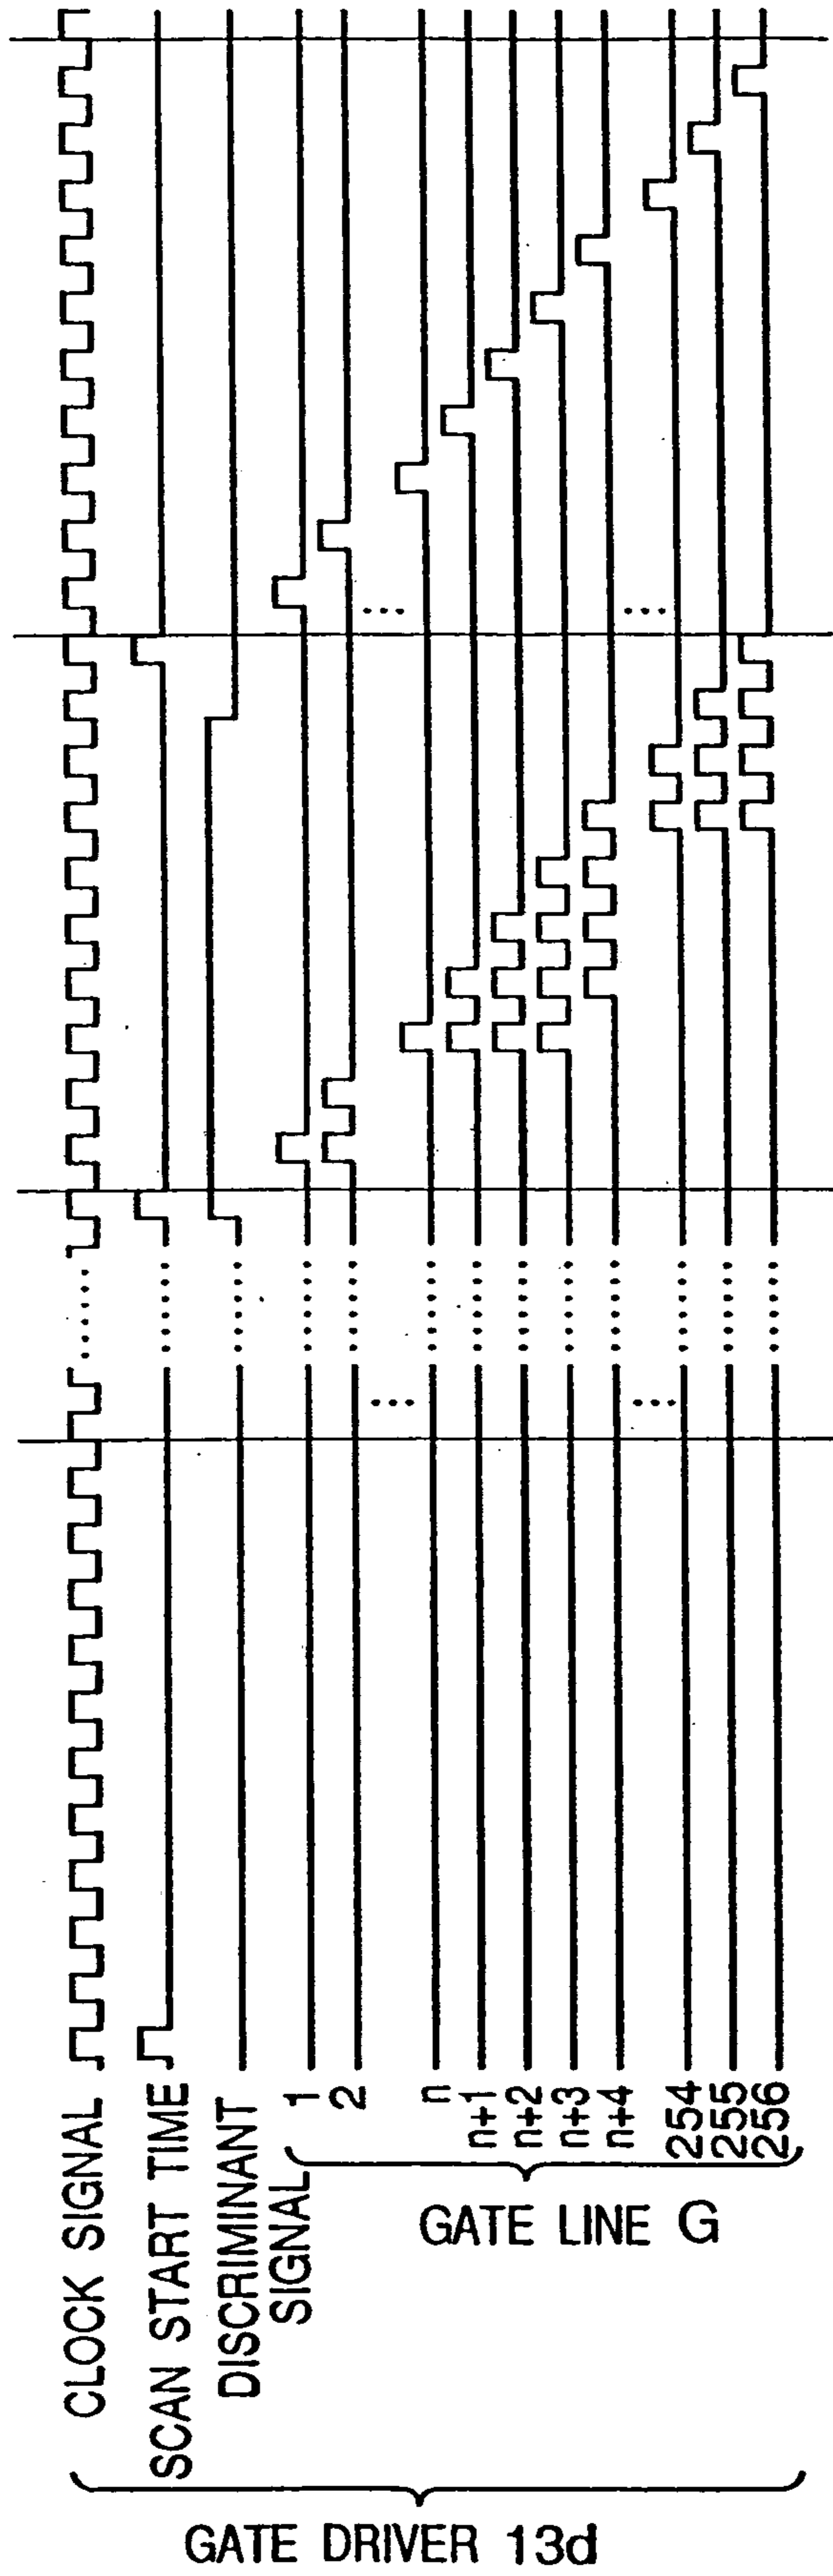 GATE DRIVER 13d
CLOCK SIGNAL
SCAN START TIME
DISCRIMINANT
SIGNAL
GATE LINE G
1
2
n
n+1
n+2
n+3
n+4
254
255
256